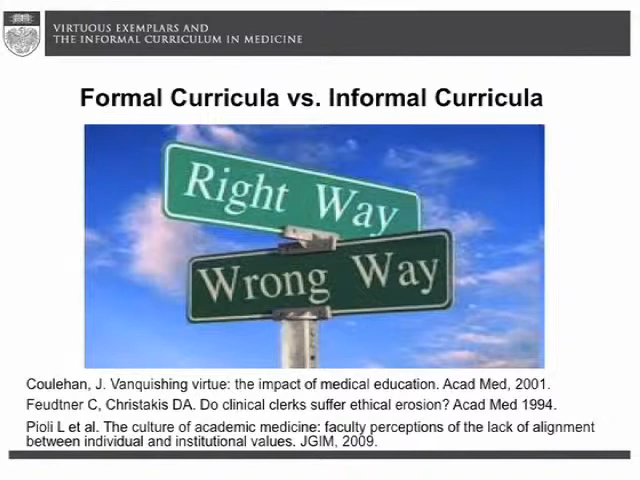 VIRTUOUS EXEMPLARS AND
THE INFORMAL CURRICULUM IN MEDICINE
Formal Curricula vs. Informal Curricula
Right Way
Wrong Way
Coulehan, J. Vanquishing virtue: the impact of medical education. Acad Med, 2001.
Feudtner C, Christakis DA. Do clinical clerks suffer ethical erosion? Acad Med 1994.
Pioli L et al. The culture of academic medicine: faculty perceptions of the lack of alignment
between individual and institutional values. JGIM, 2009.